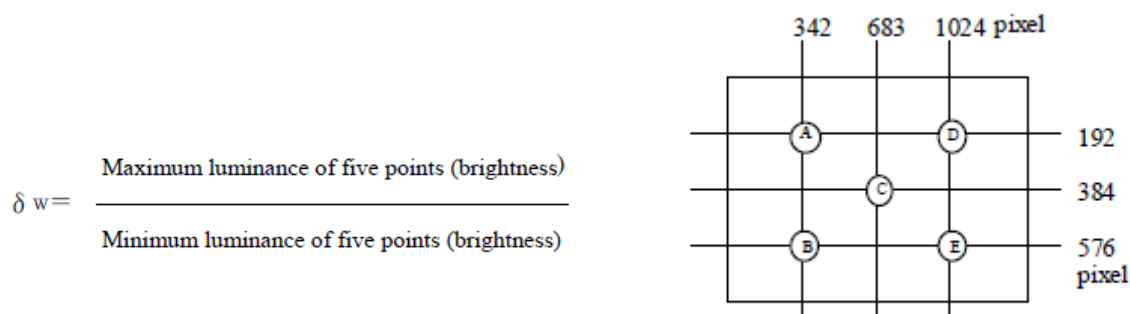 342 683 1024 pixel
A D 192
Maximum luminance of five points (brightness)
C 384
δ w=
Minimum luminance of five points (brightness)
B E 576
pixel